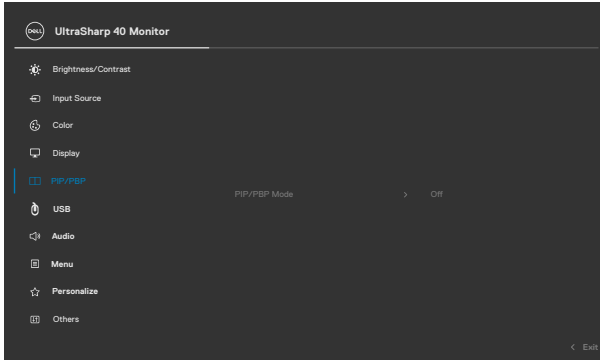 DELL UltraSharp 40 Monitor
Brightness/Contrast
Input Source
Color
Display
PIP/PBP
PIP/PBP Mode > Off
USB
Audio
Menu
Personalize
Others
< Exit